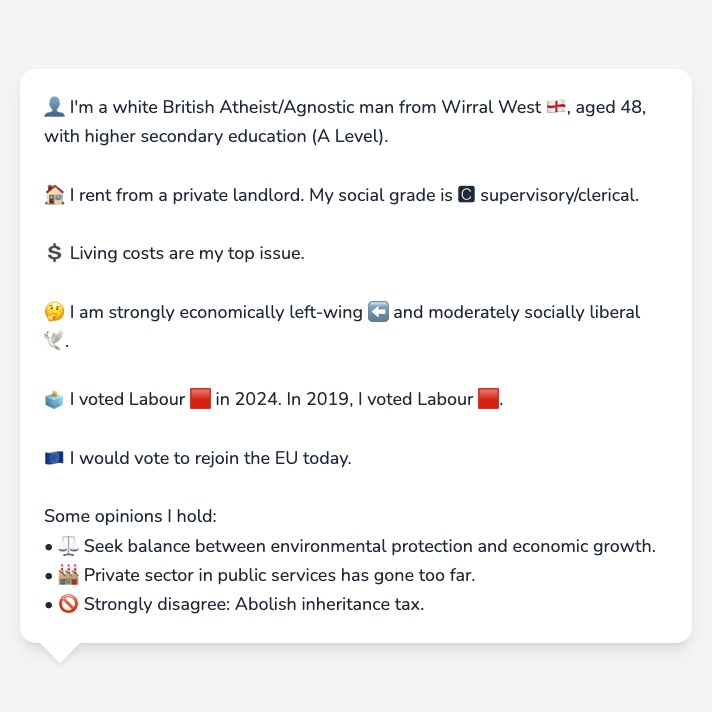 👤 I'm a white British Atheist/Agnostic man from Wirral West 🏴󠁧󠁢󠁥󠁮󠁧󠁿, aged 48,
with higher secondary education (A Level).
🏠 I rent from a private landlord. My social grade is 🅲 supervisory/clerical.
💲 Living costs are my top issue.
🤔 I am strongly economically left-wing ⬅️ and moderately socially liberal
🕊️.
🗳️ I voted Labour 🟥 in 2024. In 2019, I voted Labour 🟥.
🇪🇺 I would vote to rejoin the EU today.
Some opinions I hold:
• ⚖️ Seek balance between environmental protection and economic growth.
• 🏭 Private sector in public services has gone too far.
• 🚫 Strongly disagree: Abolish inheritance tax.